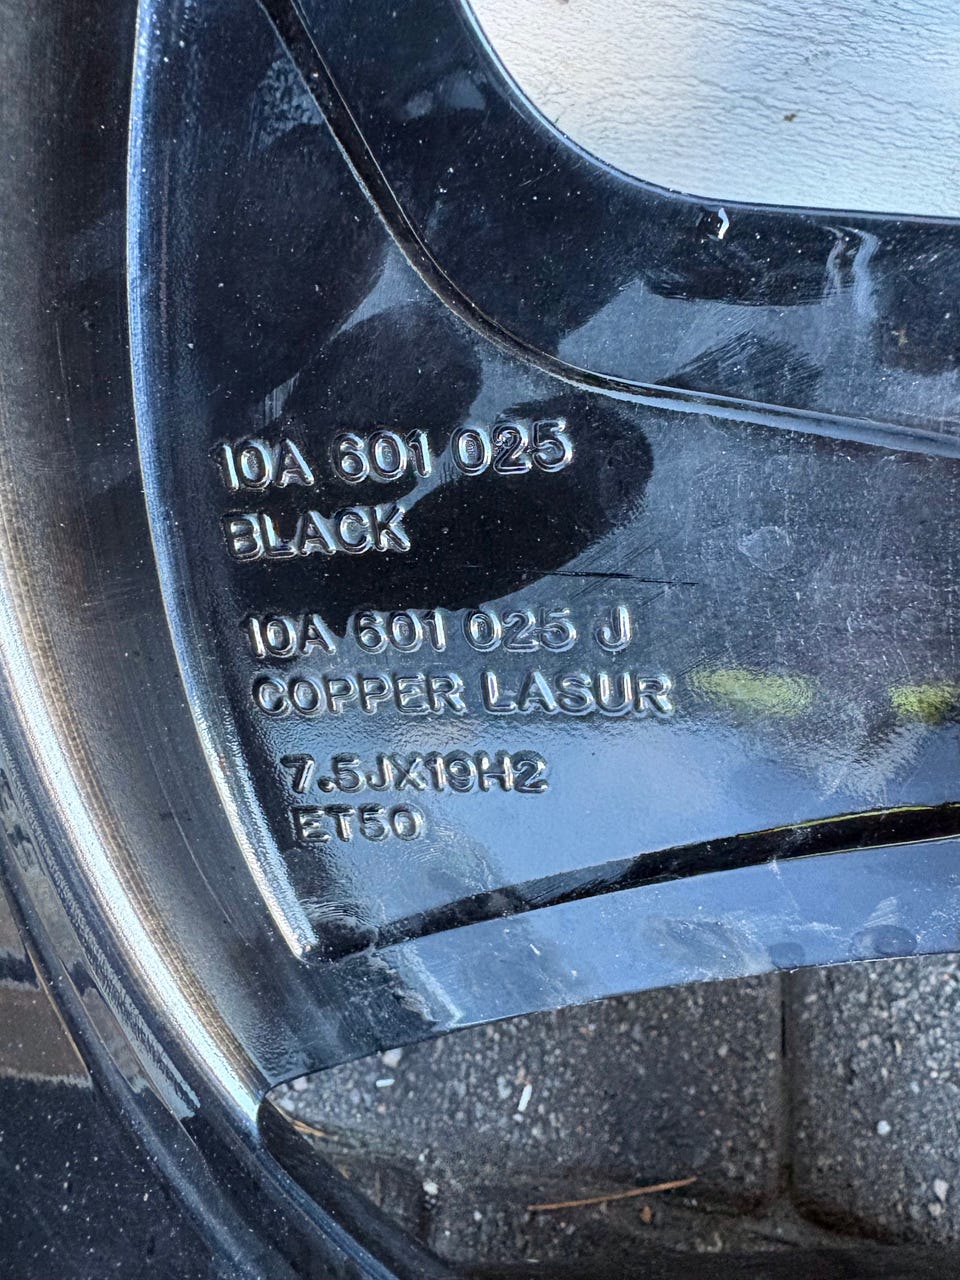 10A 601 025
BLACK
10A 601 025 J
COPPER LASUR
7.5JX19H2
ET50